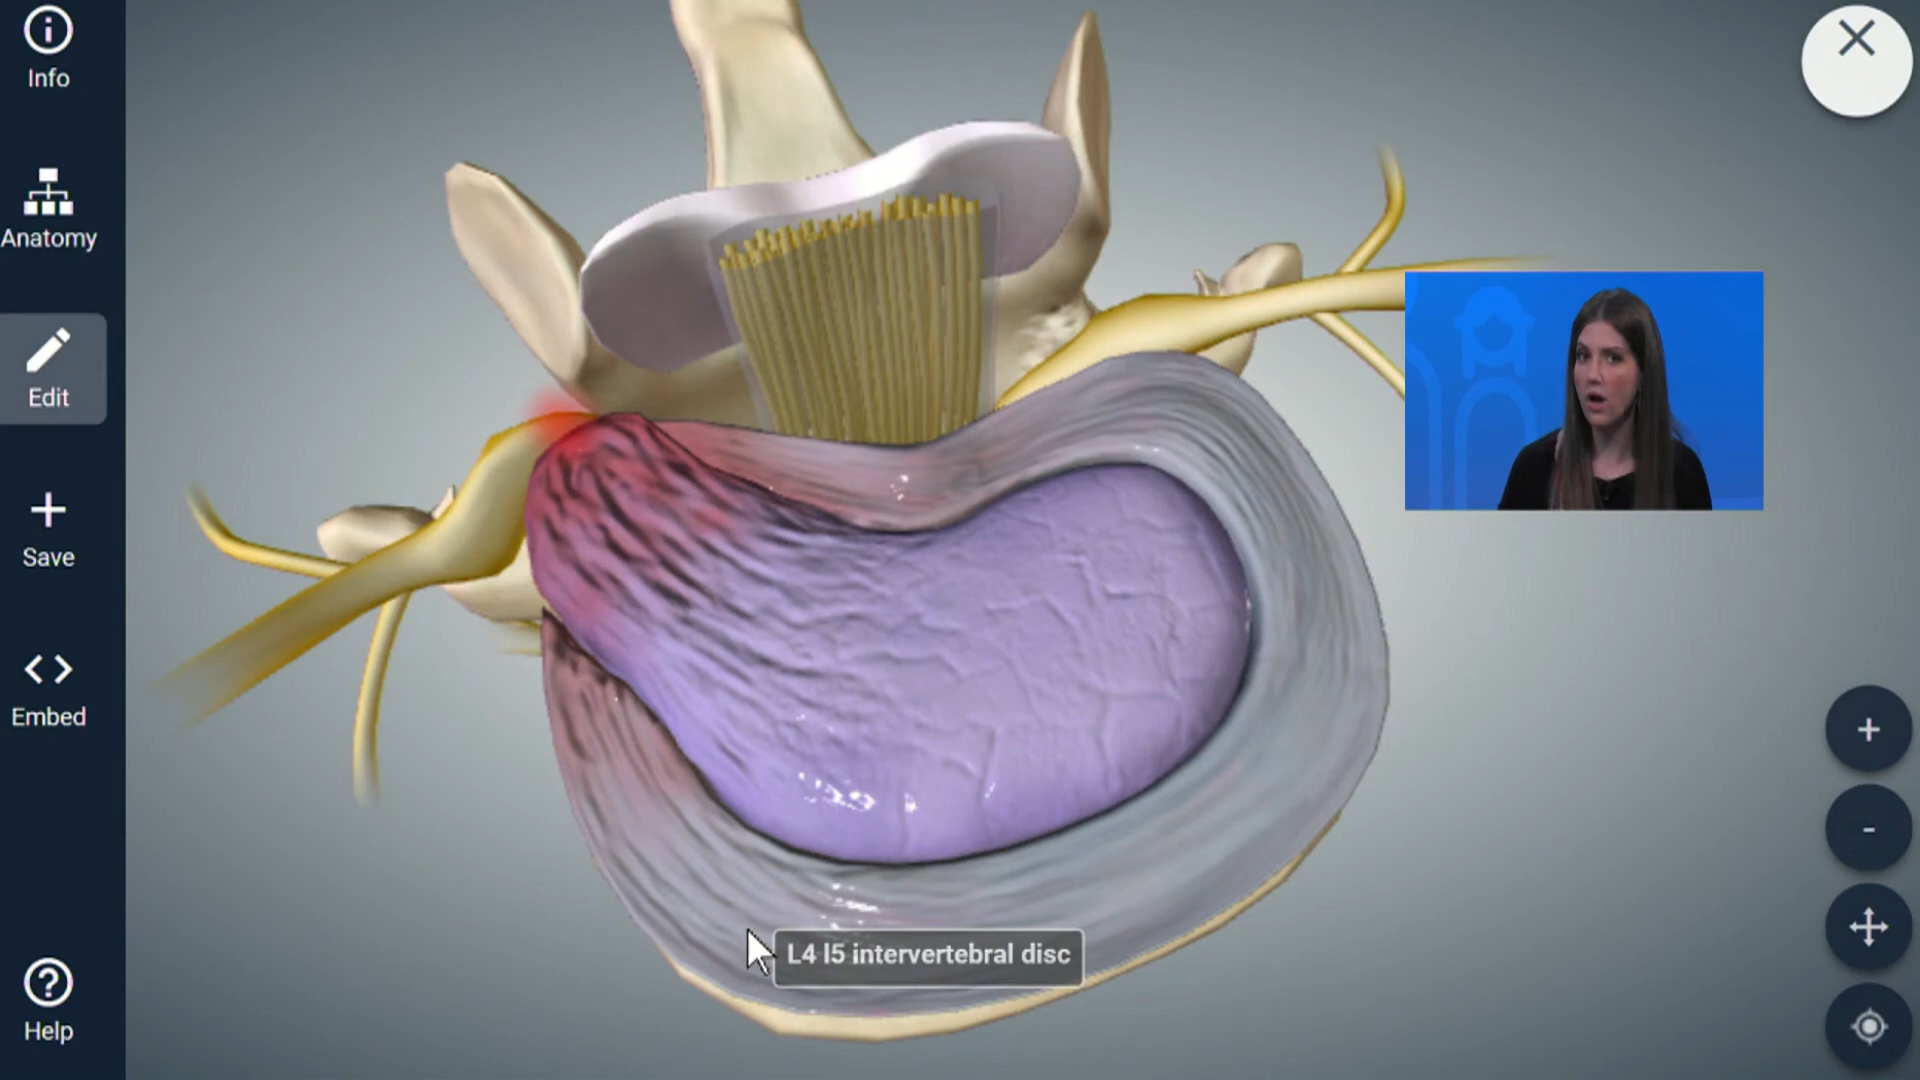 Info
Anatomy
Edit
Save
Embed
Help
L4 l5 intervertebral disc